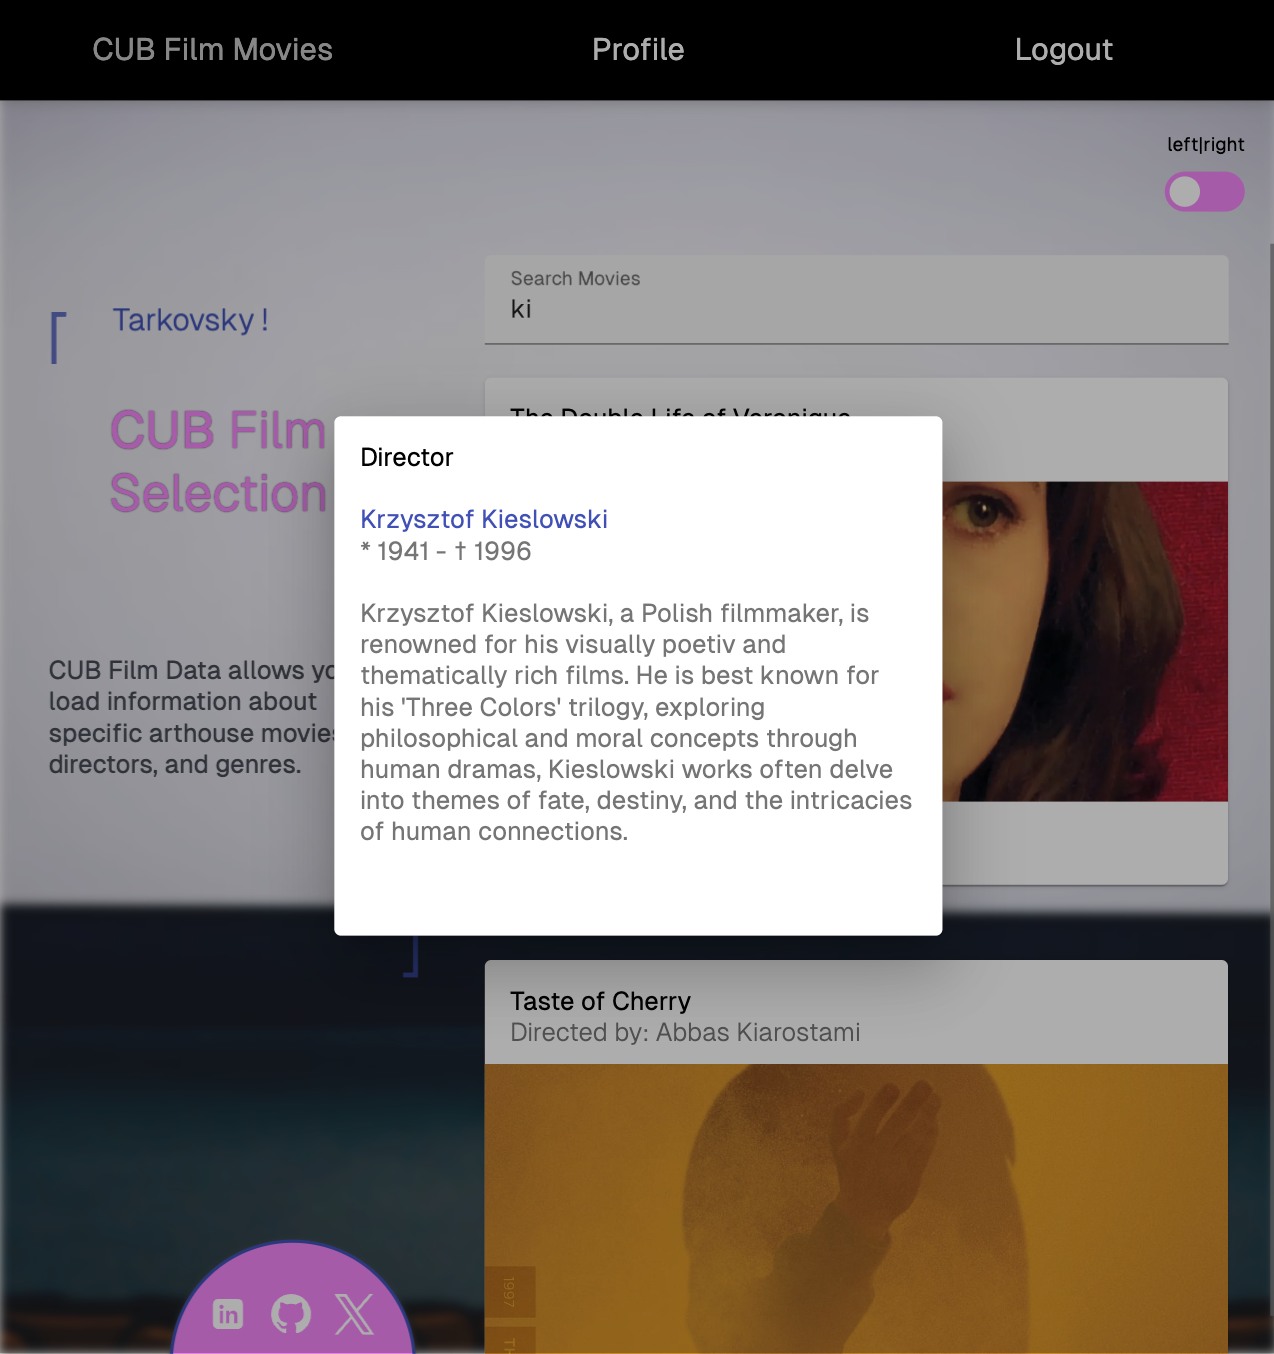 CUB Film Movies
Profile
Logout
left|right
Search Movies
ki
Tarkovsky !
CUB Film
Selection
The Double Life of Veronique
Director
Krzysztof Kieslowski
* 1941 - † 1996
Krzysztof Kieslowski, a Polish filmmaker, is
renowned for his visually poetiv and
thematically rich films. He is best known for
his 'Three Colors' trilogy, exploring
philosophical and moral concepts through
human dramas, Kieslowski works often delve
into themes of fate, destiny, and the intricacies
of human connections.
CUB Film Data allows
load information about
specific arthouse movies
directors, and genres.
Taste of Cherry
Directed by: Abbas Kiarostami
1997
in